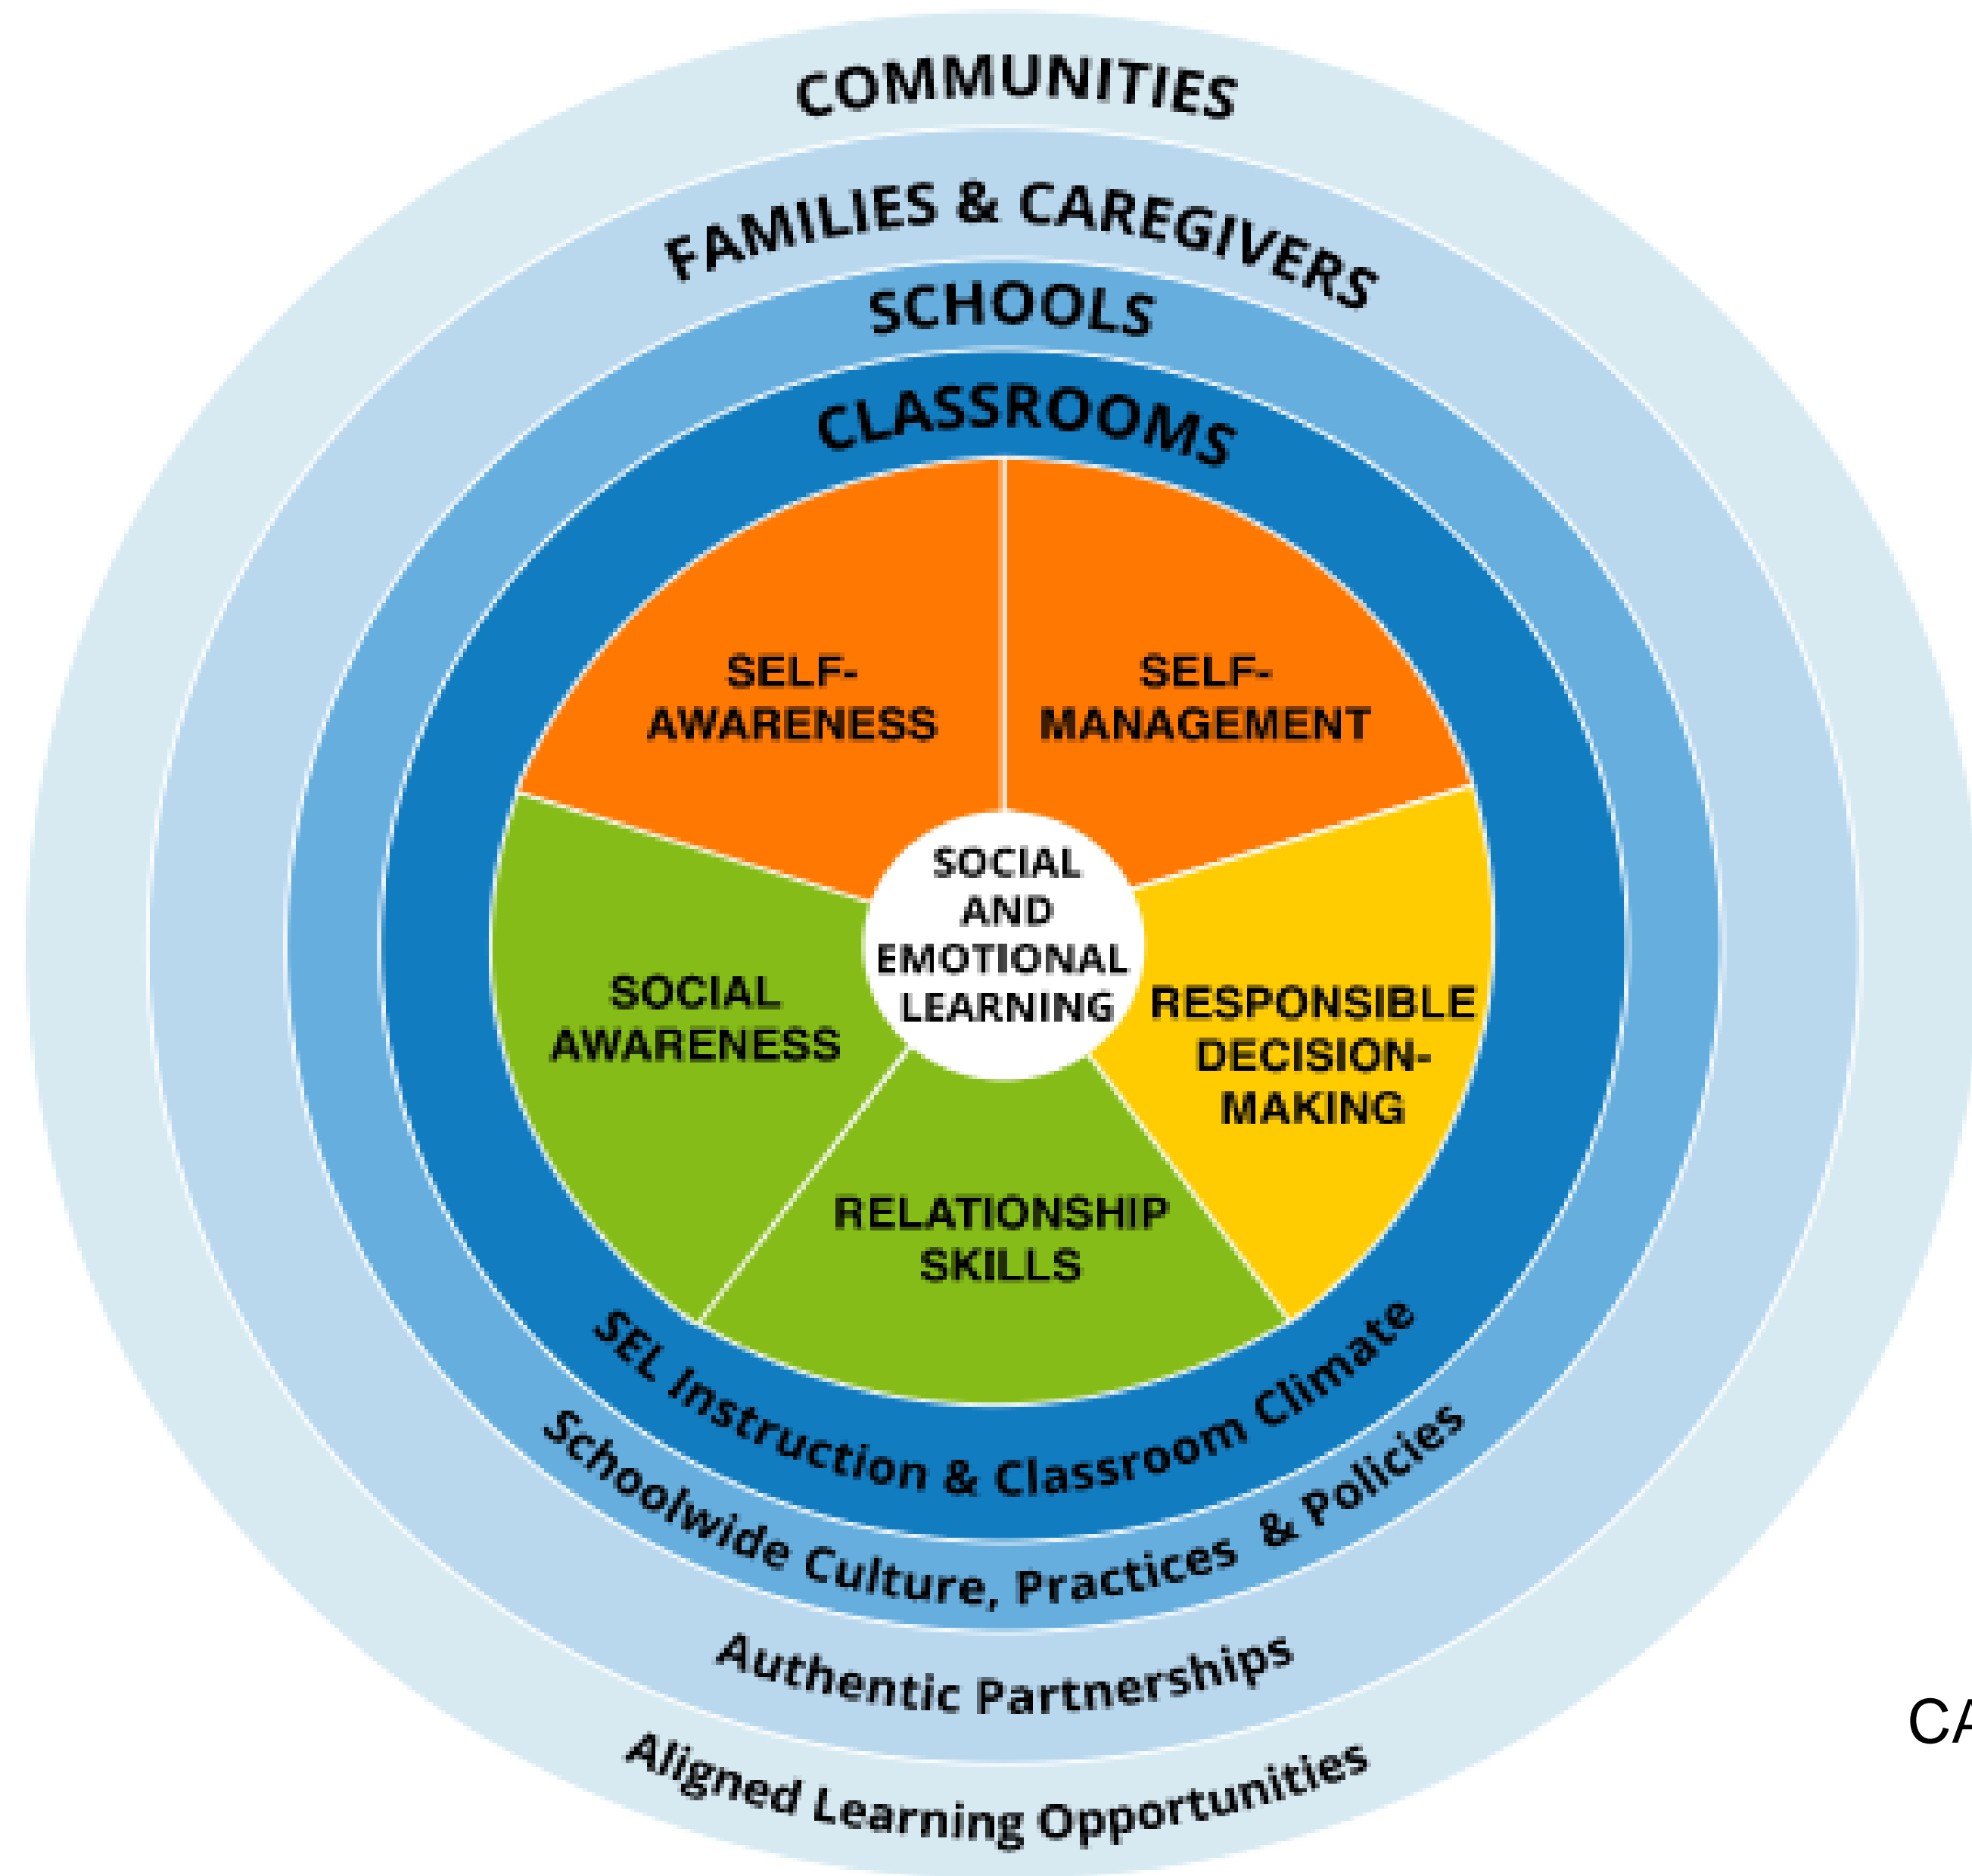 COMMUNITIES
FAMILIES & CAREGIVERS
SCHOOLS
CLASSROOMS
SELF-
AWARENESS
SELF-
MANAGEMENT
SOCIAL
AND
EMOTIONAL
LEARNING
SOCIAL
AWARENESS
RESPONSIBLE
DECISION-
MAKING
RELATIONSHIP
SKILLS
SEL Instruction & Classroom Climate
Schoolwide Culture, Practices & Policies
Authentic Partnerships
Aligned Learning Opportunities